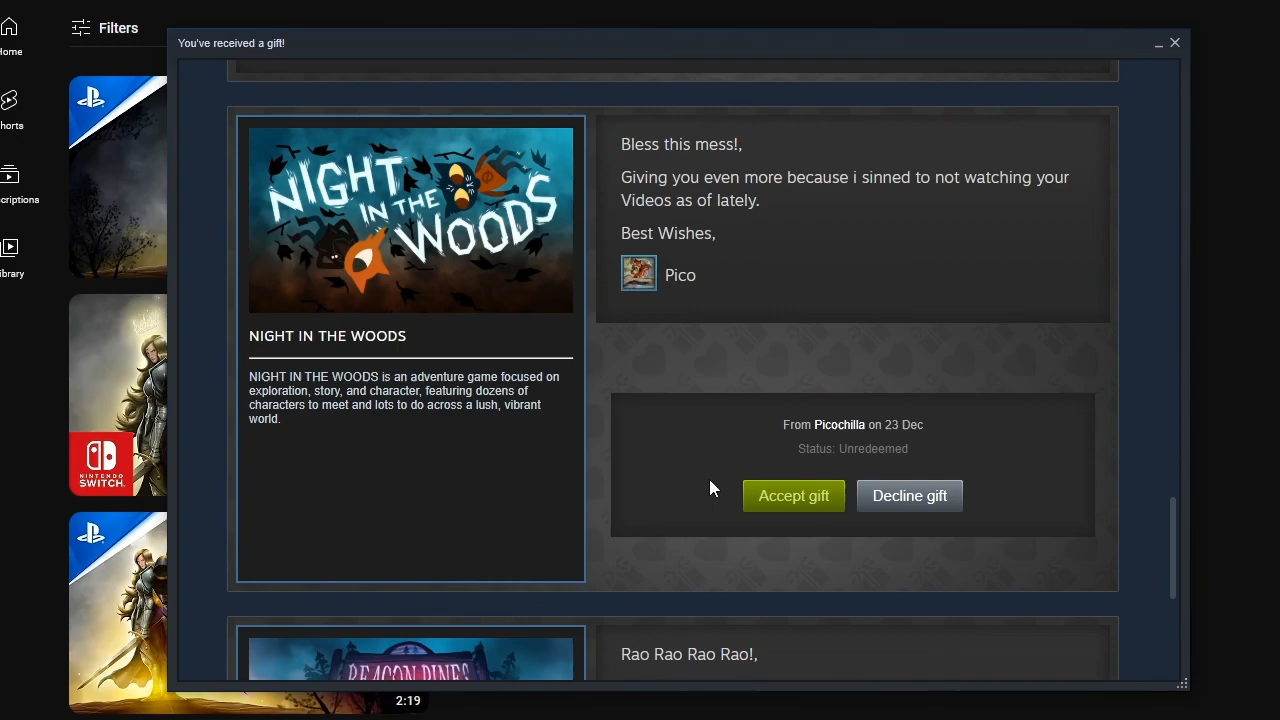 Home
Filters
You've received a gift!
horts
criptions
ibrary
NINTENDO
SWITCH
2:19
NIGHT
IN THE
WOODS
NIGHT IN THE WOODS
NIGHT IN THE WOODS is an adventure game focused on
exploration, story, and character, featuring dozens of
characters to meet and lots to do across a lush, vibrant
world.
Bless this mess!,
Giving you even more because i sinned to not watching your
Videos as of lately.
Best Wishes,
Pico
From Picochilla on 23 Dec
Status: Unredeemed
Accept gift
Decline gift
BEACON PINES
Rao Rao Rao Rao!,